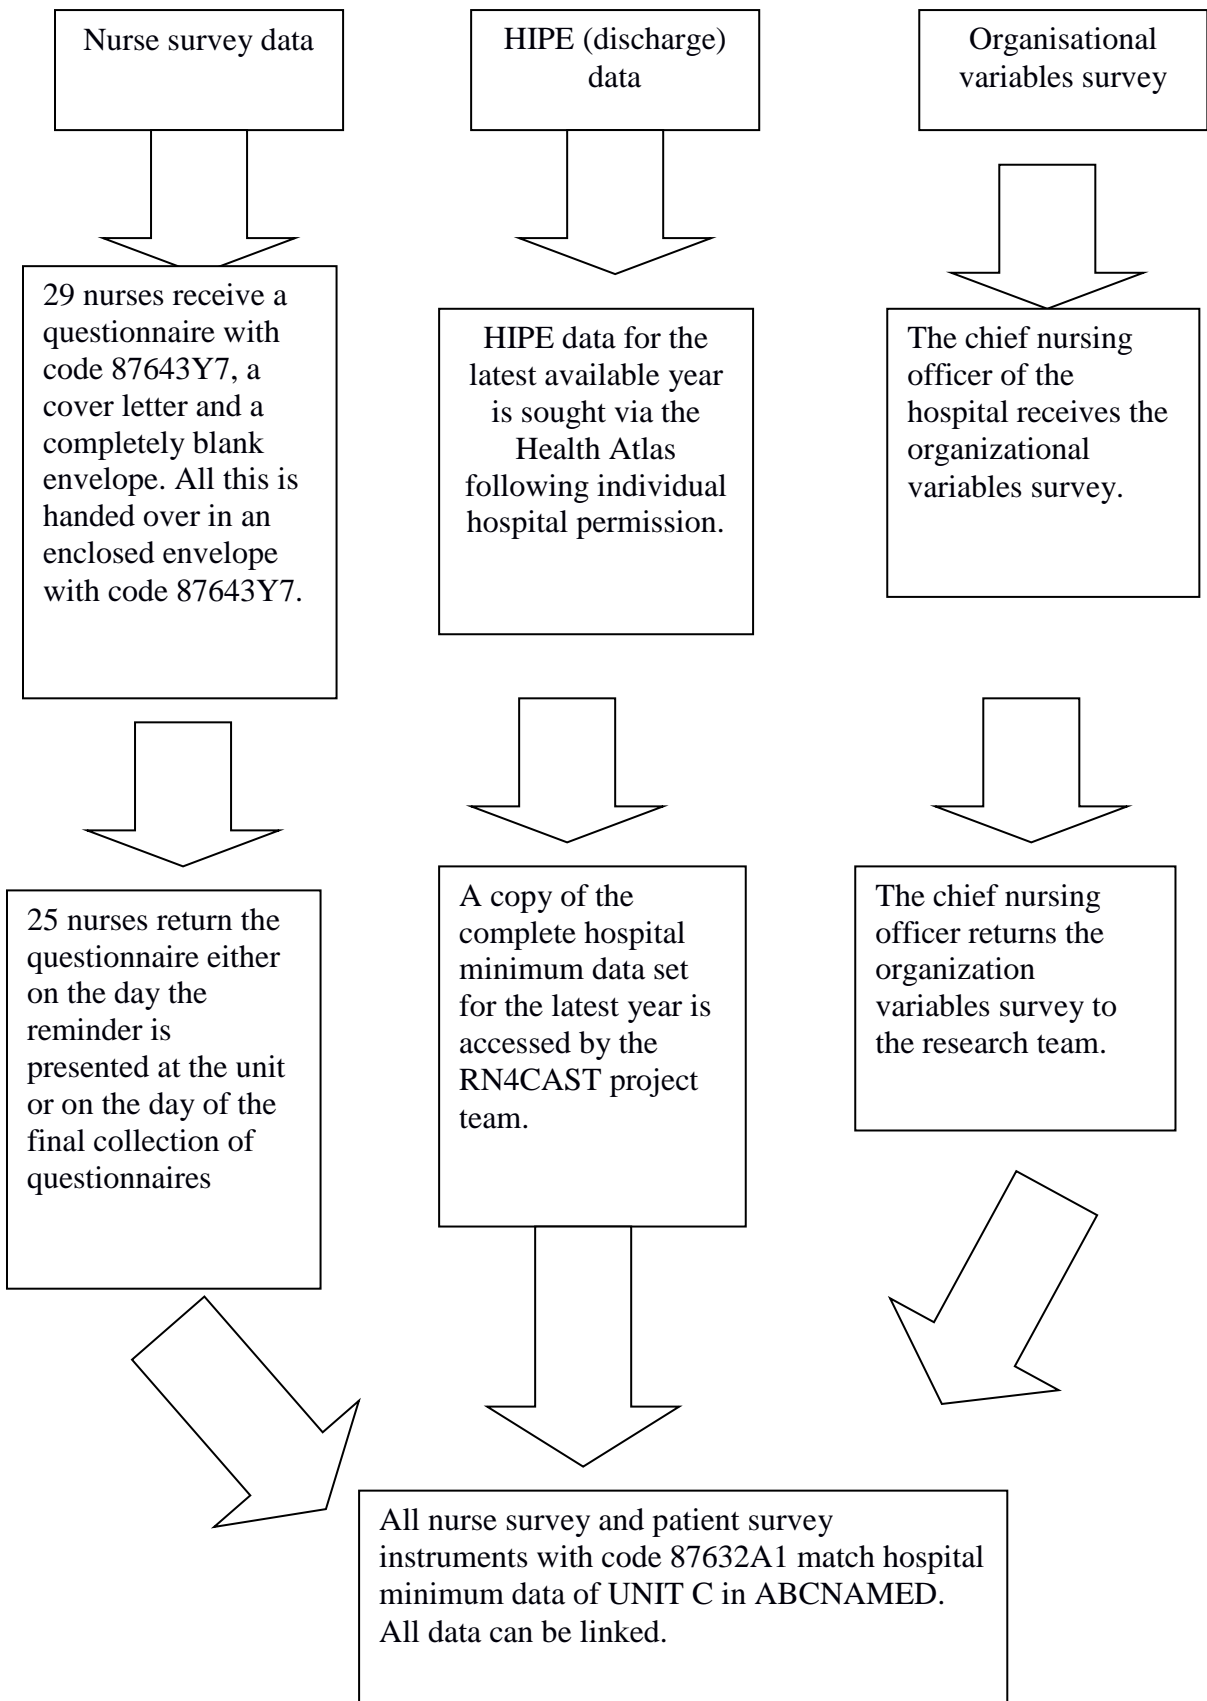 Nurse survey data
HIPE (discharge)
data
Organisational
variables survey
29 nurses receive a
questionnaire with
code 87643Y7, a
cover letter and a
completely blank
envelope. All this is
handed over in an
enclosed envelope
with code 87643Y7.
HIPE data for the
latest available year
is sought via the
Health Atlas
following individual
hospital permission.
The chief nursing
officer of the
hospital receives the
organizational
variables survey.
25 nurses return the
questionnaire either
on the day the
reminder is
presented at the unit
or on the day of the
final collection of
questionnaires
A copy of the
complete hospital
minimum data set
for the latest year is
accessed by the
RN4CAST project
team.
The chief nursing
officer returns the
organization
variables survey to
the research team.
All nurse survey and patient survey
instruments with code 87632A1 match hospital
minimum data of UNIT C in ABCNAMED.
All data can be linked.